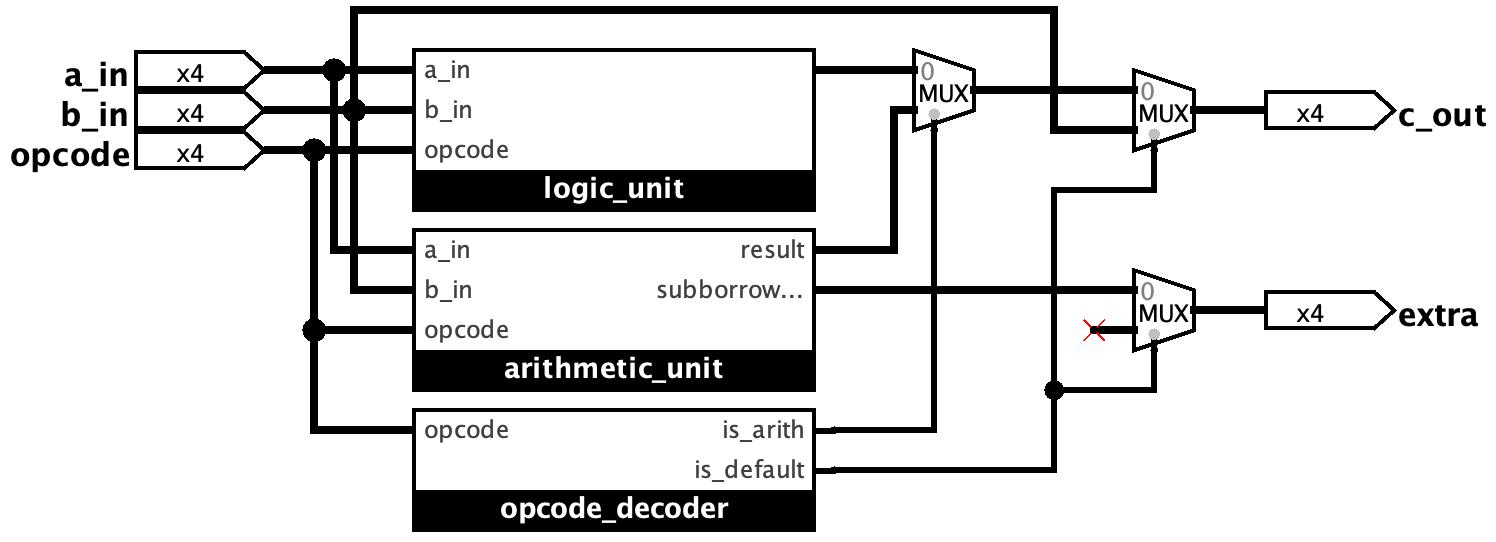 a_in
x4
b_in
x4
opcode
x4
a_in
b_in
opcode
logic_unit
0
MUX
0
MUX
x4
c_out
a_in
result
b_in
subborrow...
opcode
arithmetic_unit
0
MUX
x4
extra
opcode
is_arith
is_default
opcode_decoder